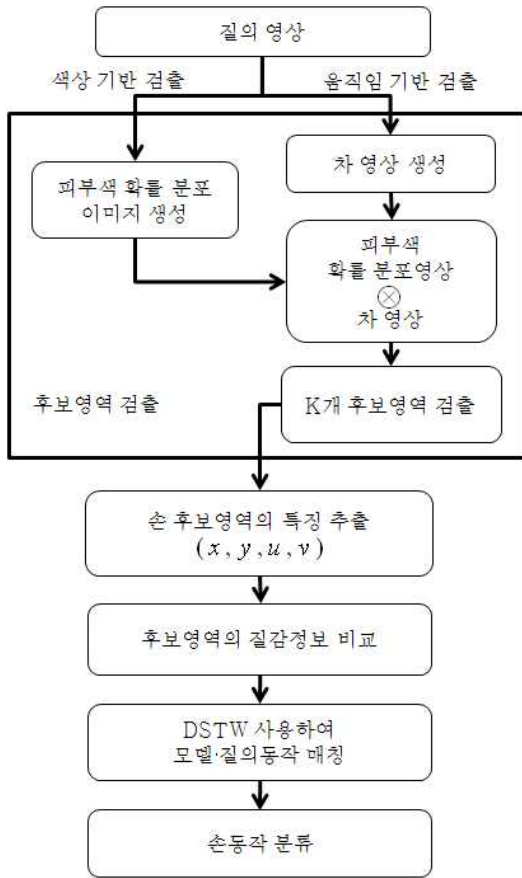 질의 영상
색상 기반 검출
움직임 기반 검출
피부색 확률 분포
이미지 생성
차 영상 생성
피부색
확률 분포영상
⊗
차 영상
후보영역 검출
K개 후보영역 검출
손 후보영역의 특징 추출
(x, y, u, v)
후보영역의 질감정보 비교
DSTW 사용하여
모델·질의동작 매칭
손동작 분류